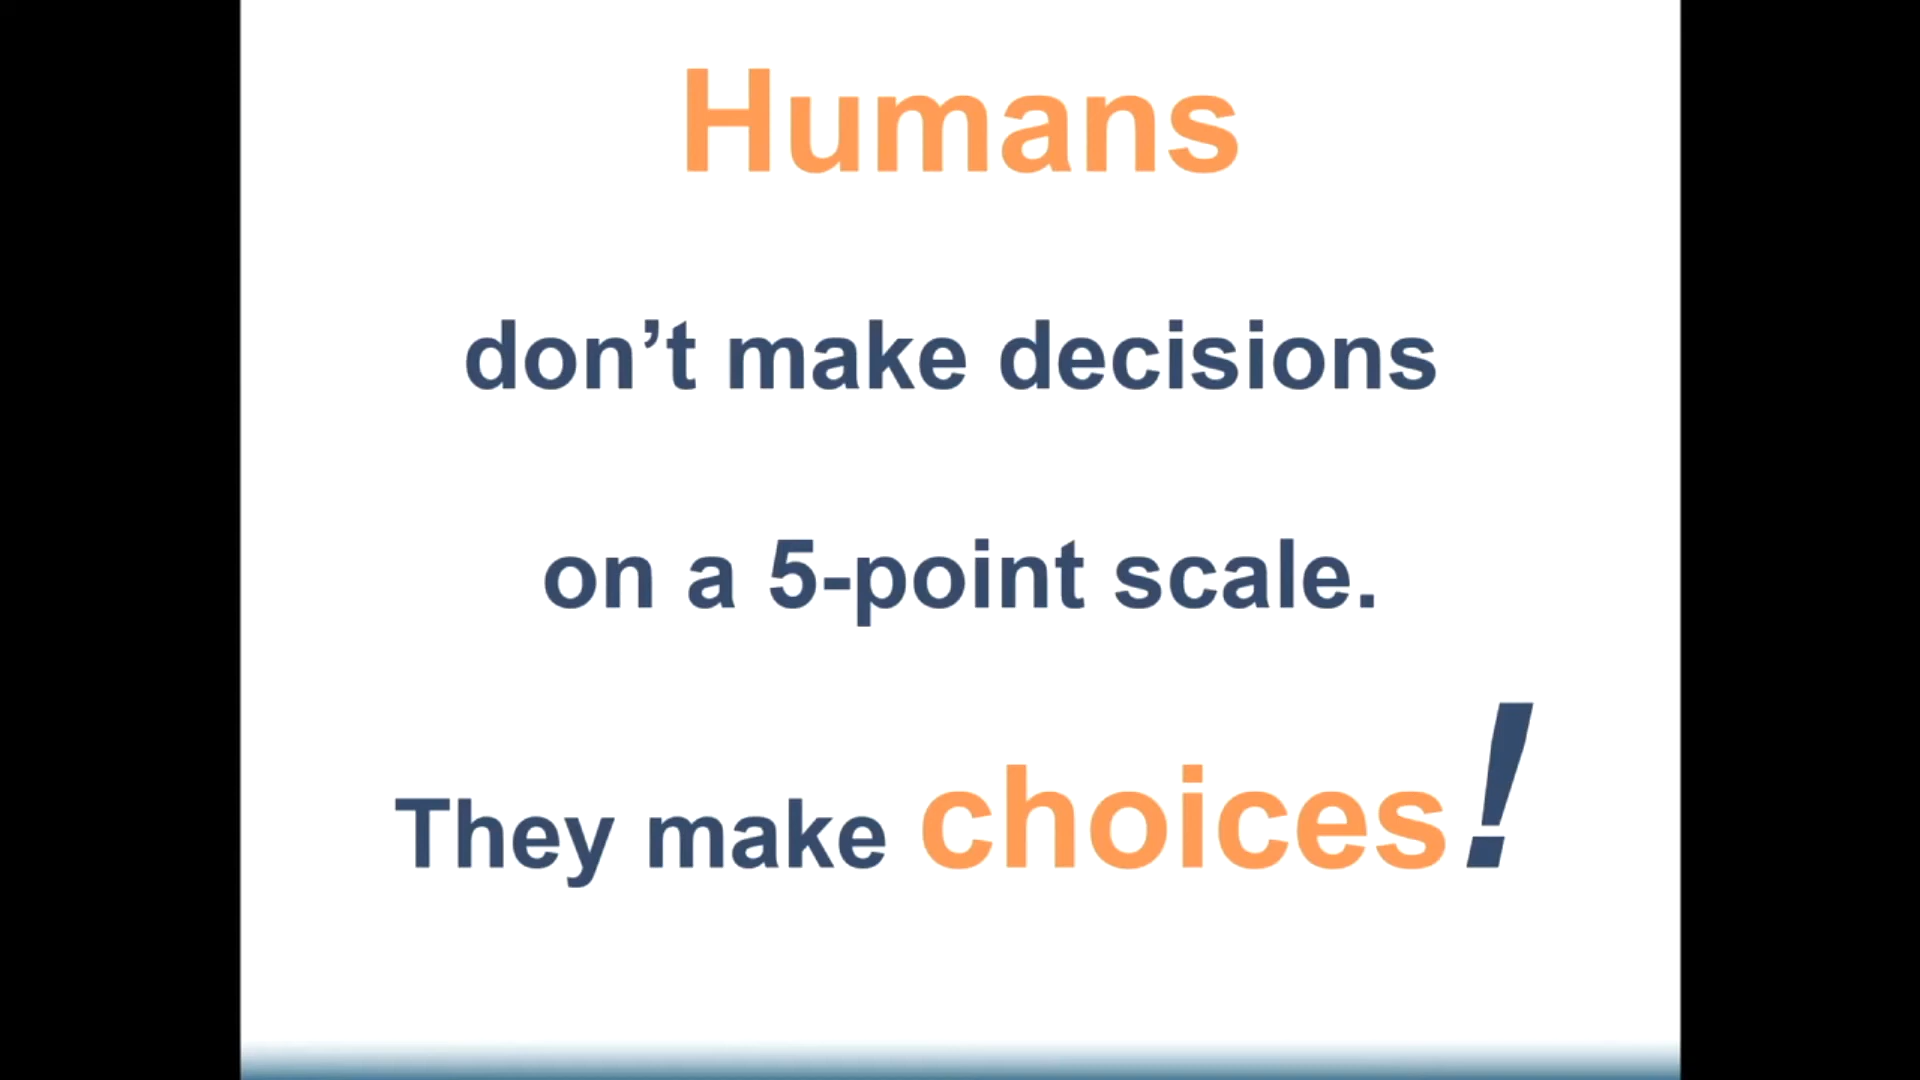 Humans
don’t make decisions
on a 5-point scale.
They make choices!